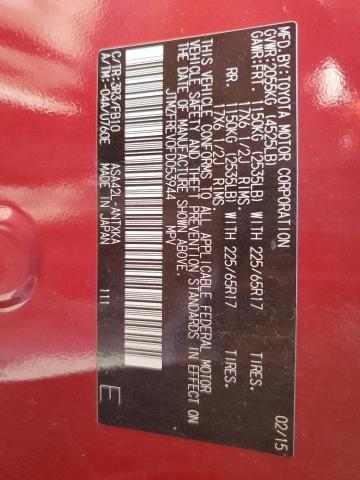 MFD.BY:TOYOTA MOTOR CORPORATION 02/15
GVWR:2055KG (4525LB)
GAWR:FRT. 1150KG (2535LB) WITH 225/65R17 TIRES,
17X6 1/2J RIMS.
RR. 1150KG (2535LB) WITH 225/65R17 TIRES,
17X6 1/2J RIMS.
THIS VEHICLE CONFORMS TO ALL APPLICABLE FEDERAL MOTOR
VEHICLE SAFETY AND THEFT PREVENTION STANDARDS IN EFFECT ON
THE DATE OF MANUFACTURE SHOWN ABOVE.
JTMZFREV0FD053944 MPV
C/TR:3R3/FB10 ASA42L-ANTXKA 111 E
A/TM:-04A/U760E MADE IN JAPAN